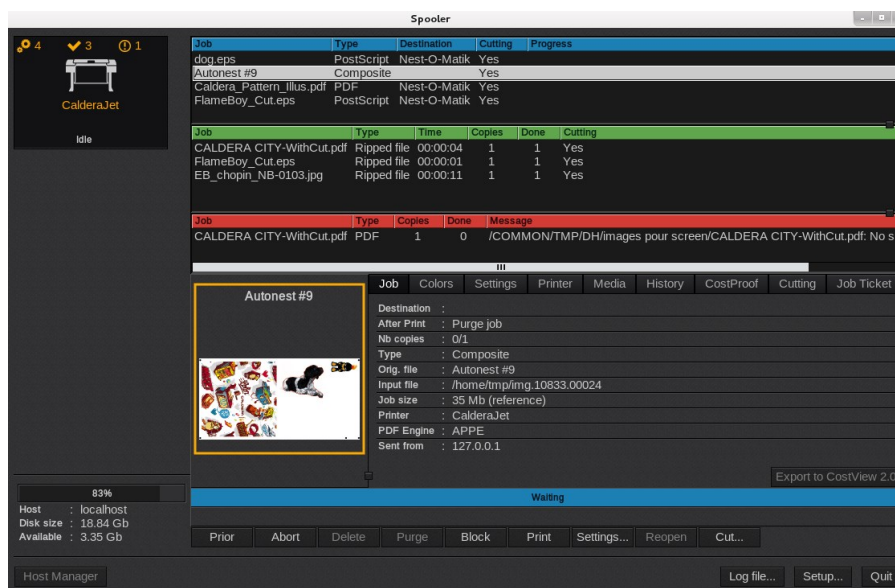 Spooler
4 3 1
CalderaJet
Idle
Job Type Destination Cutting Progress
dog.eps PostScript Nest-O-Matik Yes
Autonest #9 Composite Yes
Caldera_Pattern_Illus.pdf PDF Nest-O-Matik Yes
FlameBoy_Cut.eps PostScript Nest-O-Matik Yes
Job Type Time Copies Done Cutting
CALDERA CITY-WithCut.pdf Ripped file 00:00:04 1 1 Yes
FlameBoy_Cut.eps Ripped file 00:00:01 1 1 Yes
EB_chopin_NB-0103.jpg Ripped file 00:00:11 1 1 Yes
Job Type Copies Done Message
CALDERA CITY-WithCut.pdf PDF 1 0 /COMMON/TMP/DH/images pour screen/CALDERA CITY-WithCut.pdf: No s
Autonest #9
Job Colors Settings Printer Media History CostProof Cutting Job Ticket
Destination :
After Print : Purge job
Nb copies : 0/1
Type : Composite
Orig. file : Autonest #9
Input file : /home/tmp/img.10833.00024
Job size : 35 Mb (reference)
Printer : CalderaJet
PDF Engine : APPE
Sent from : 127.0.0.1
Export to CostView 2.0
83%
Host : localhost
Disk size : 18.84 Gb
Available : 3.35 Gb
Waiting
Prior Abort Delete Purge Block Print Settings... Reopen Cut...
Host Manager Log file... Setup... Quit